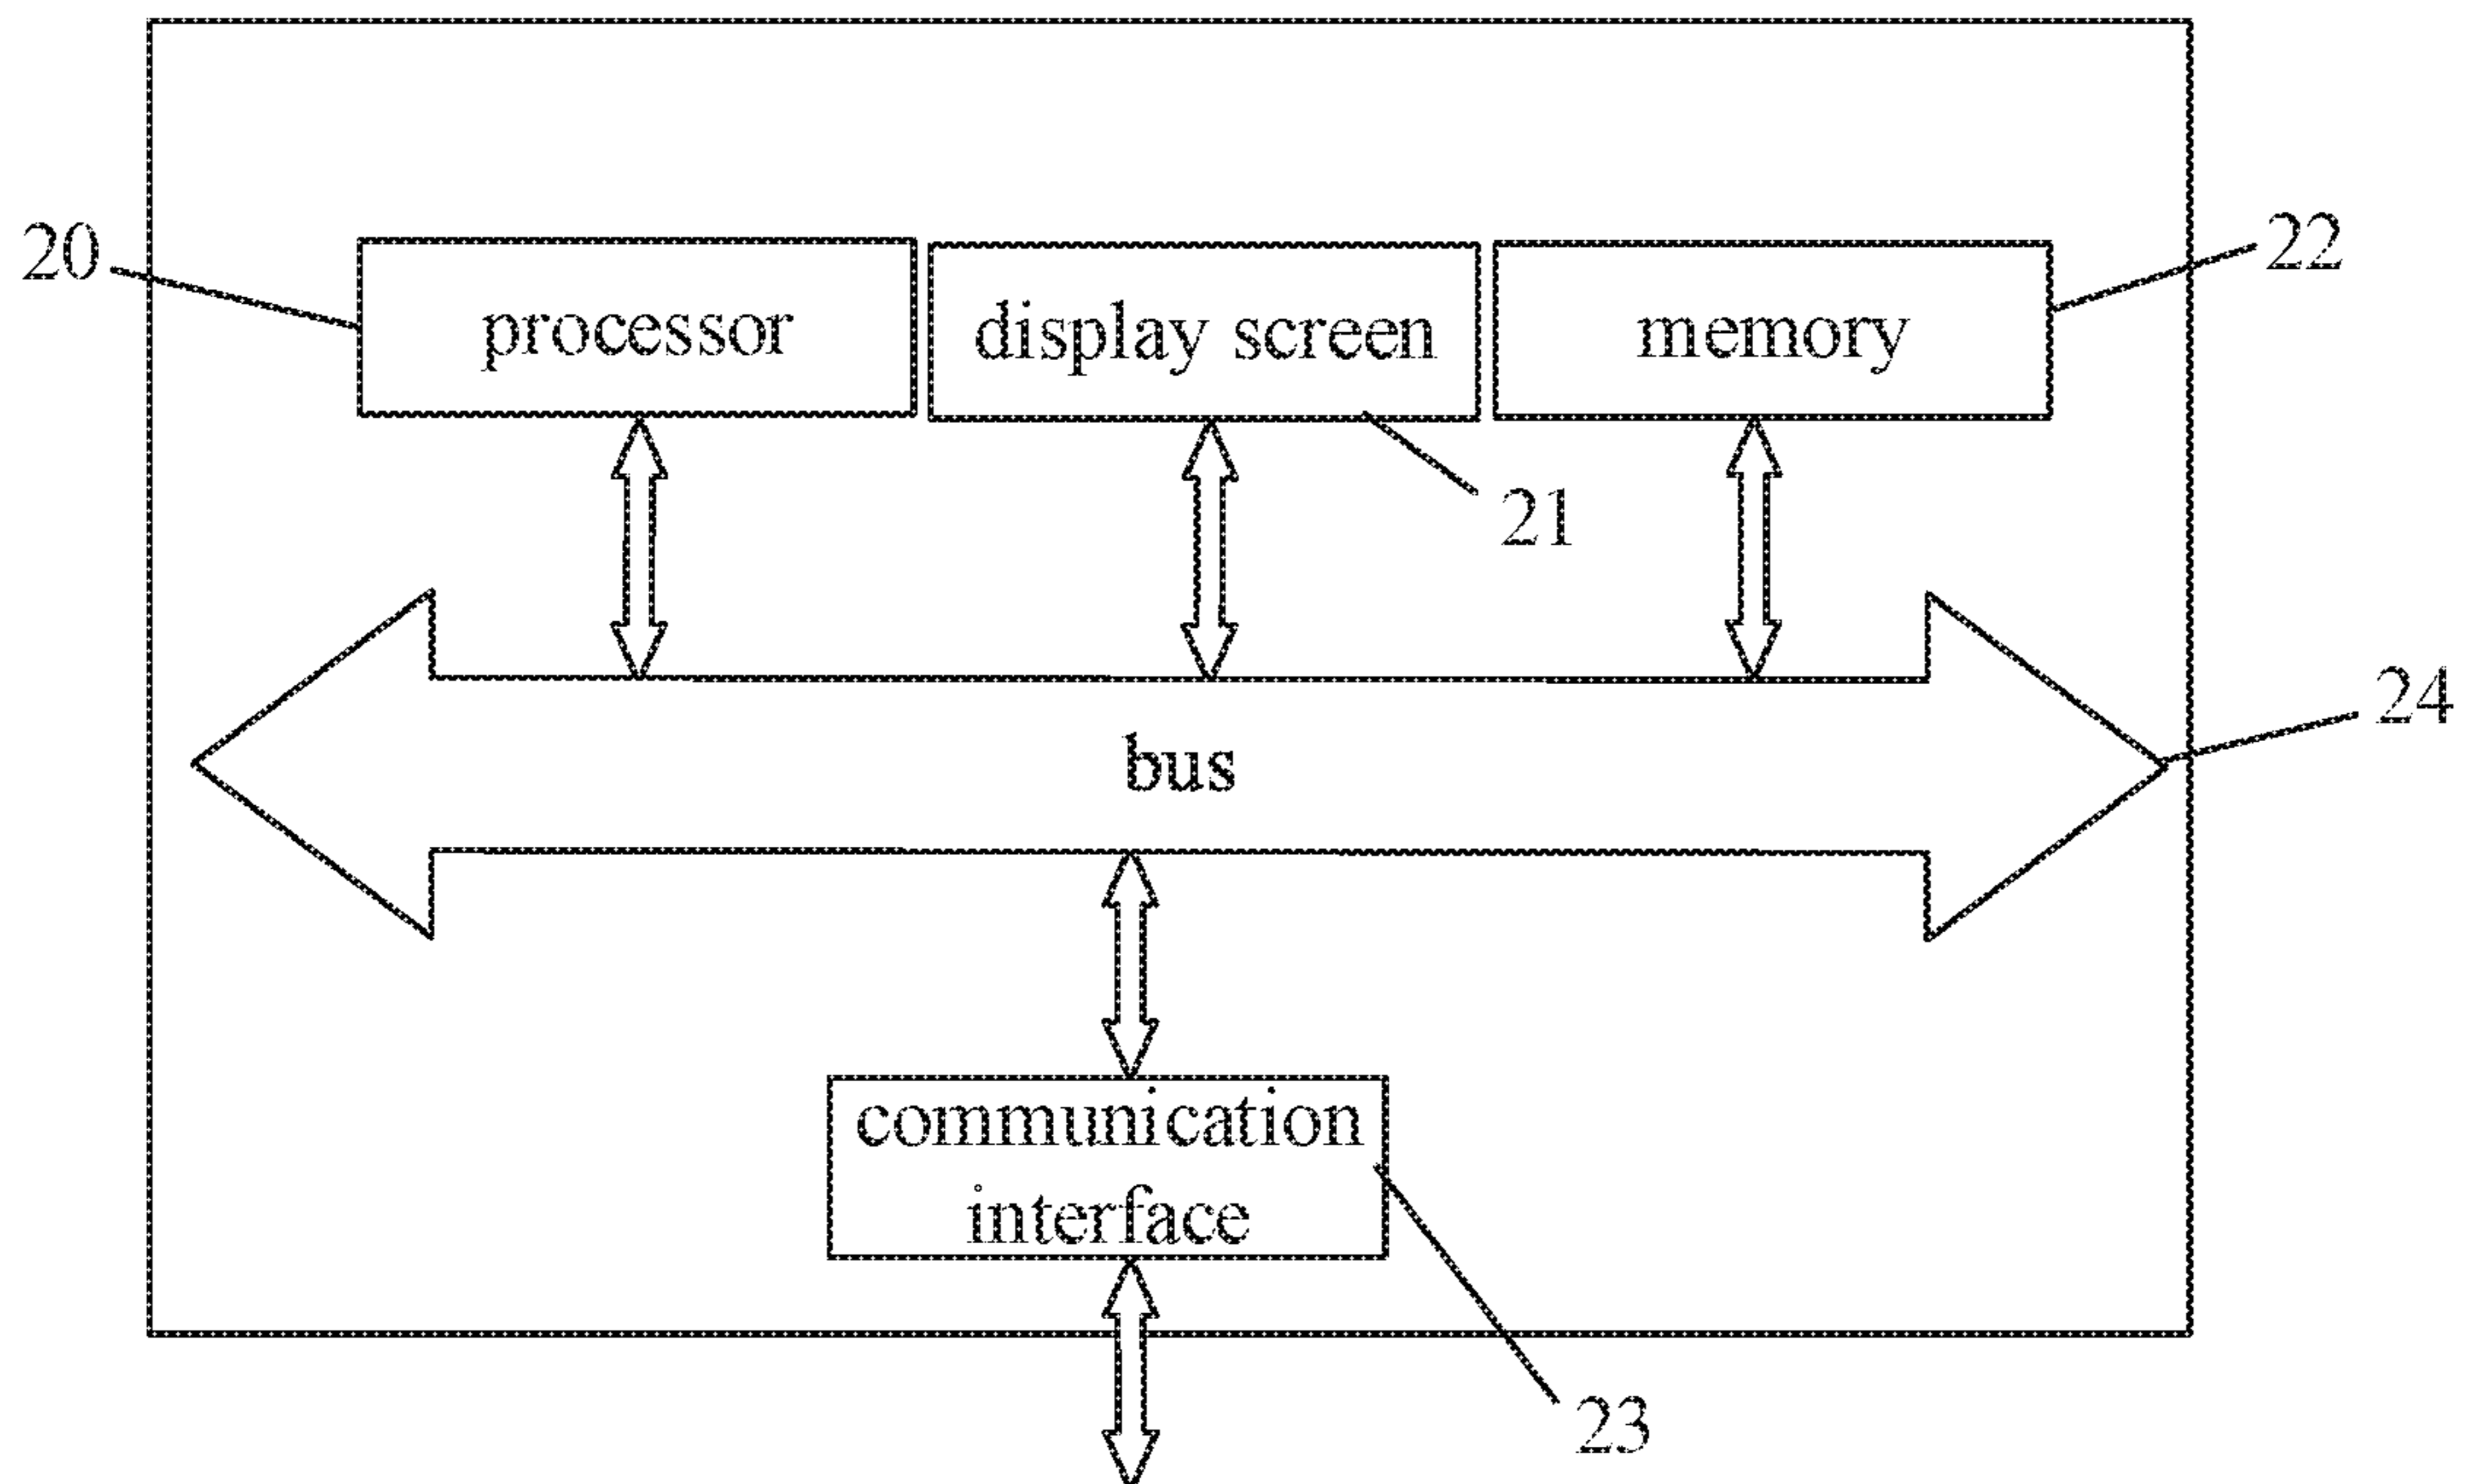 20
22
processor
display screen
memory
21
24
bus
communication
interface
23